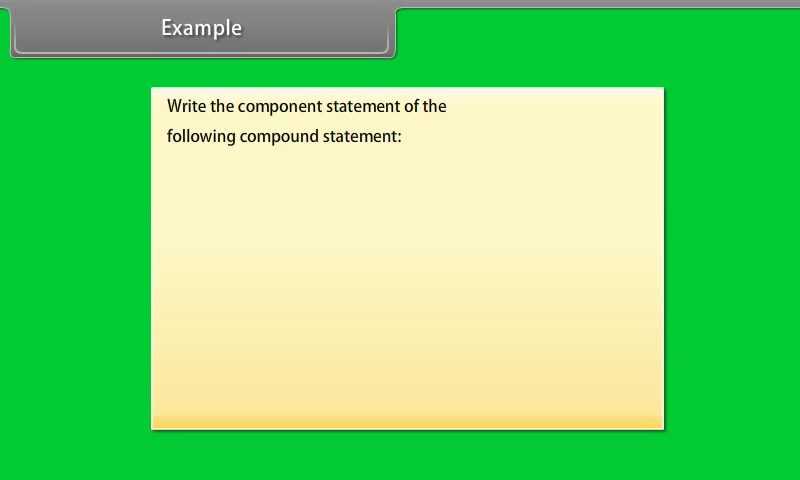 Example
Write the component statement of the
following compound statement: